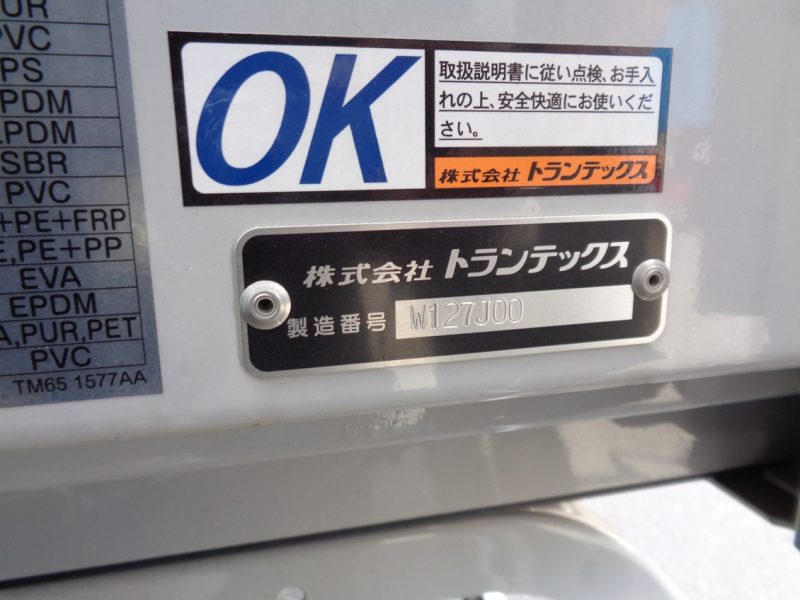 PUR
PVC
PS
EPDM
EPDM
SBR
PVC
+PE+FRP
E,PE+PP
EVA
EPDM
A,PUR,PET
PVC
TM65 1577AA
OK
取扱説明書に従い点検、お手入
れの上、安全快適にお使いくだ
さい。
株式会社 トランテックス
株式会社 トランテックス
製造番号 W127J00